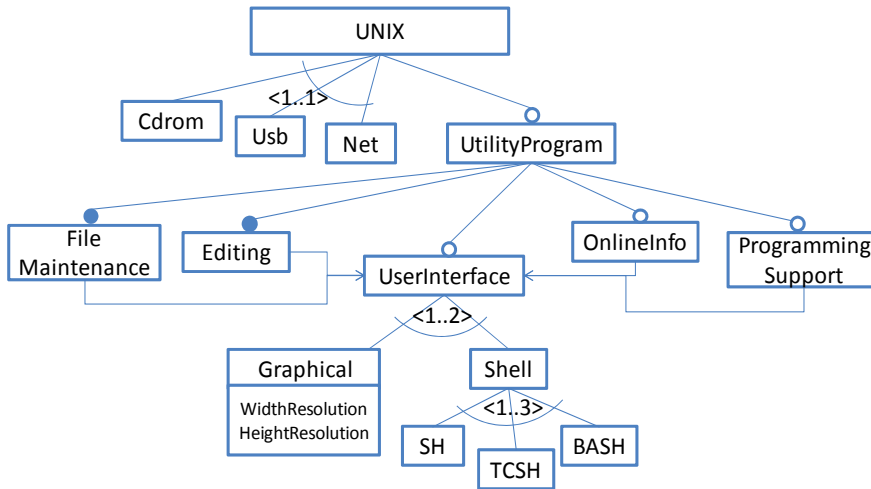 UNIX
<1..1>
Cdrom
Usb
Net
UtilityProgram
File
Maintenance
Editing
UserInterface
OnlineInfo
Programming
Support
<1..2>
Graphical
WidthResolution
HeightResolution
Shell
<1..3>
SH
TCSH
BASH